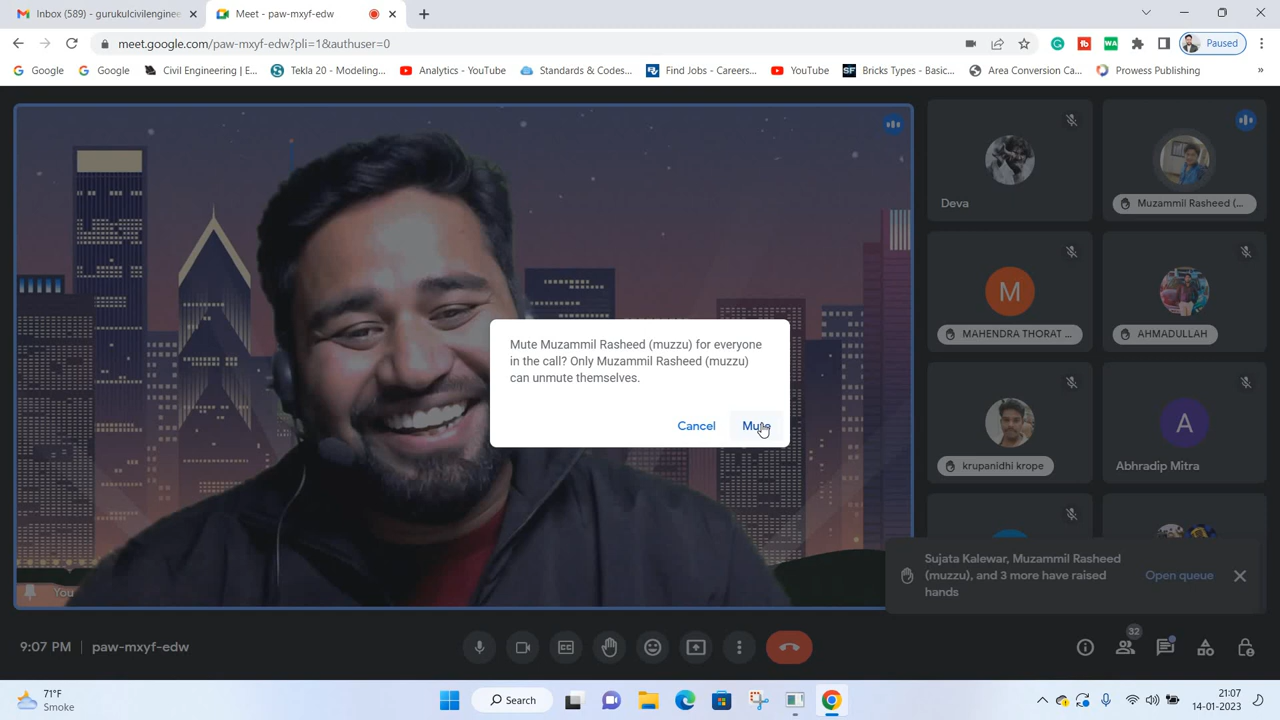 Inbox (589) - gurukulcivilenginee
Meet - paw-mxyf-edw
meet.google.com/paw-mxyf-edw?pli=1&authuser=0
Paused
Google
Google
Civil Engineering | E...
Tekla 20 - Modeling...
Analytics - YouTube
Standards & Codes...
Find Jobs - Careers...
YouTube
Bricks Types - Basic...
Area Conversion Ca...
Prowess Publishing
»
Deva
Muzammil Rasheed (...
M
MAHENDRA THORAT ...
AHMADULLAH
krupanidhi krope
A
Abhradip Mitra
Mute Muzammil Rasheed (muzzu) for everyone
in the call? Only Muzammil Rasheed (muzzu)
can unmute themselves.
Cancel
Mute
Sujata Kalewar, Muzammil Rasheed
(muzzu), and 3 more have raised
hands
Open queue
You
9:07 PM | paw-mxyf-edw
CC
32
71°F
Smoke
Search
21:07
14-01-2023